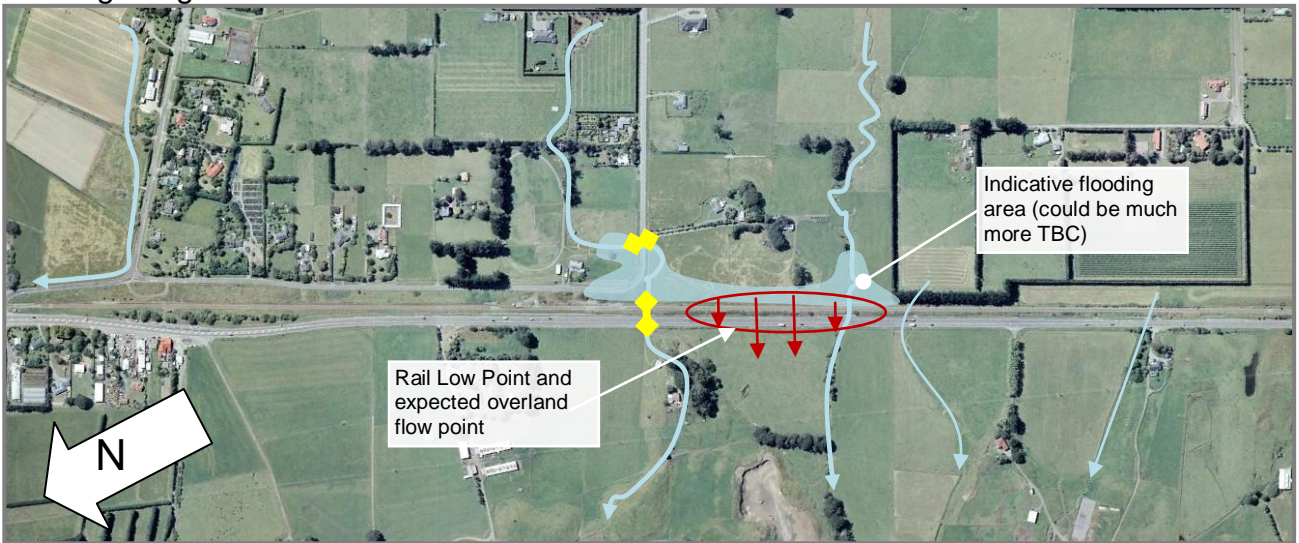 Indicative flooding
area (could be much
more TBC)
Rail Low Point and
expected overland
flow point
N